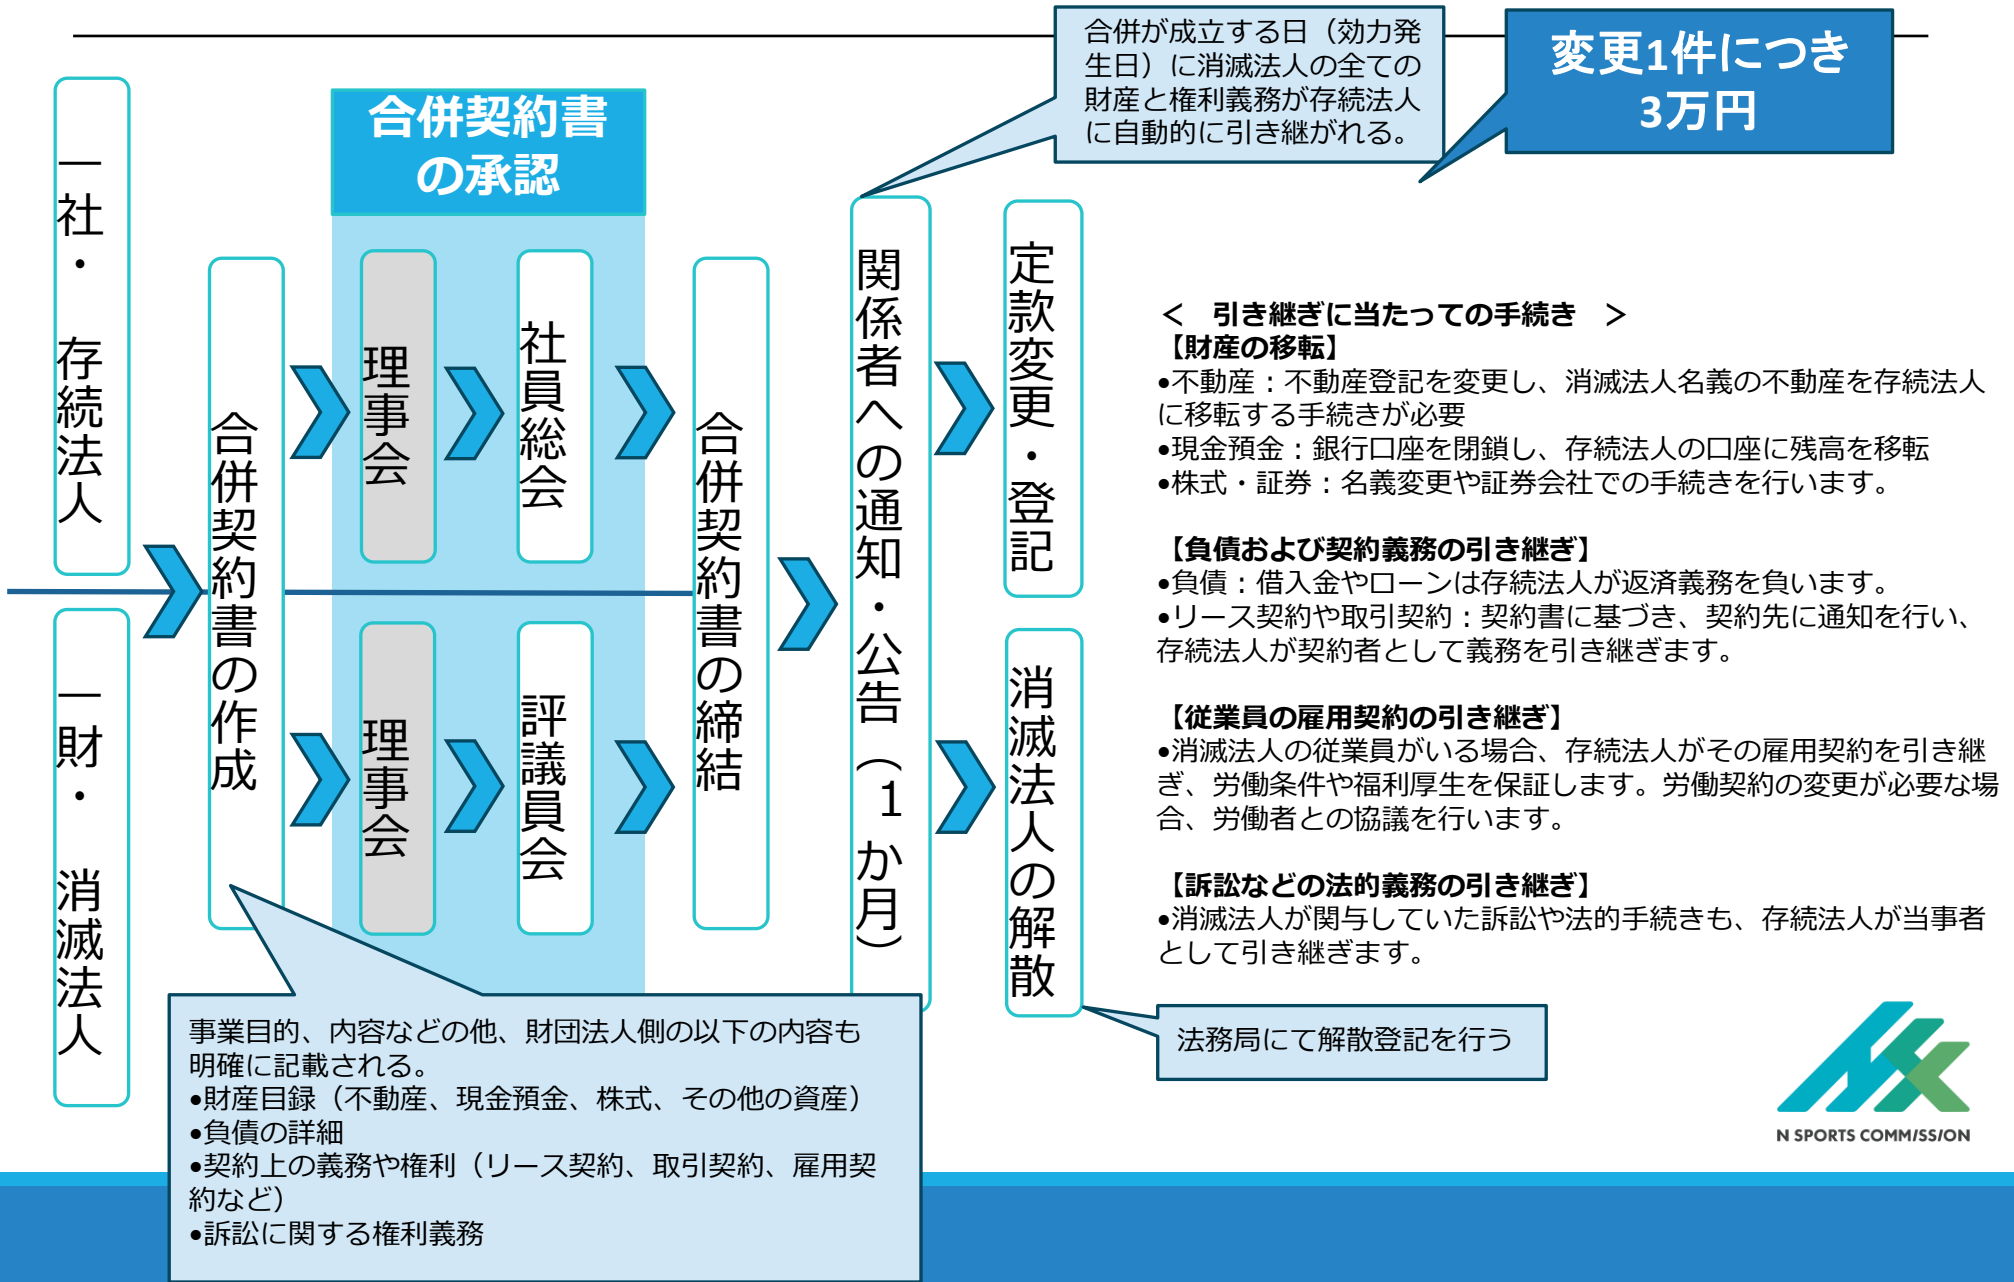 合併が成立する日（効力発
生日）に消滅法人の全ての
財産と権利義務が存続法人
に自動的に引き継がれる。
変更1件につき
3万円
合併契約書
の承認
一社・　存続法人
一財・　消滅法人
合併契約書の作成
理事会
社員総会
理事会
評議員会
合併契約書の締結
関係者への通知・公告（１か月）
定款変更・登記
消滅法人の解散
＜　引き継ぎに当たっての手続き　＞
【財産の移転】
•不動産：不動産登記を変更し、消滅法人名義の不動産を存続法人
に移転する手続きが必要
•現金預金：銀行口座を閉鎖し、存続法人の口座に残高を移転
•株式・証券：名義変更や証券会社での手続きを行います。
【負債および契約義務の引き継ぎ】
•負債：借入金やローンは存続法人が返済義務を負います。
•リース契約や取引契約：契約書に基づき、契約先に通知を行い、
存続法人が契約者として義務を引き継ぎます。
【従業員の雇用契約の引き継ぎ】
•消滅法人の従業員がいる場合、存続法人がその雇用契約を引き継
ぎ、労働条件や福利厚生を保証します。労働契約の変更が必要な場
合、労働者との協議を行います。
【訴訟などの法的義務の引き継ぎ】
•消滅法人が関与していた訴訟や法的手続きも、存続法人が当事者
として引き継ぎます。
法務局にて解散登記を行う
事業目的、内容などの他、財団法人側の以下の内容も
明確に記載される。
•財産目録（不動産、現金預金、株式、その他の資産）
•負債の詳細
•契約上の義務や権利（リース契約、取引契約、雇用契
約など）
•訴訟に関する権利義務
N SPORTS COMMISSION